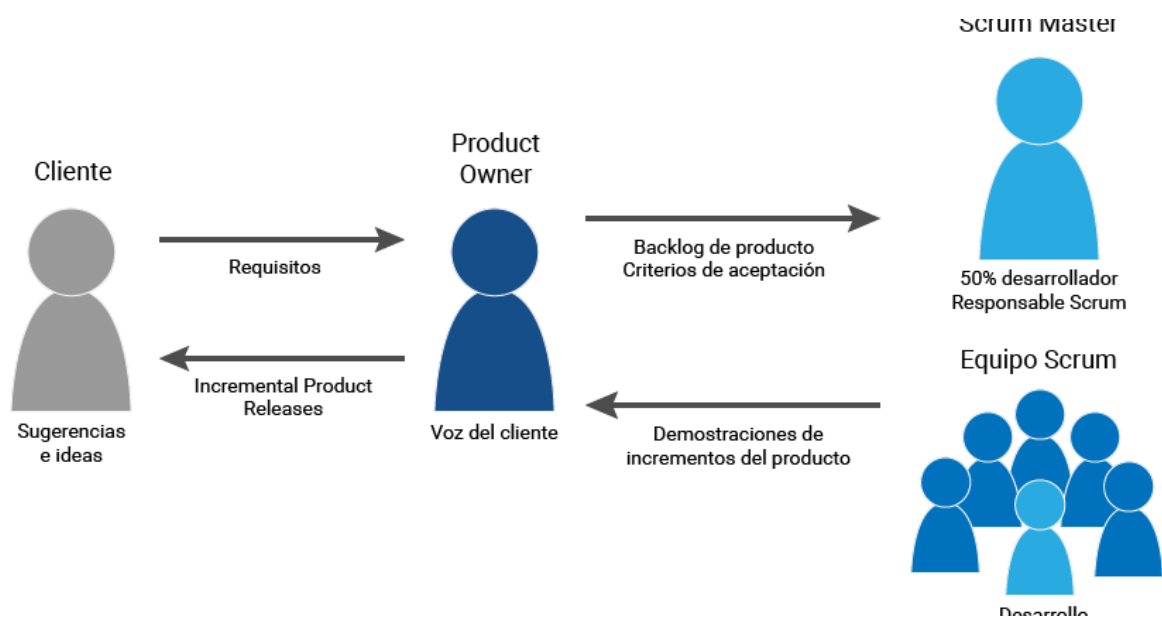 Scrum Master
Cliente
Product
Owner
Requisitos
Backlog de producto
Criterios de aceptación
50% desarrollador
Responsable Scrum
Incremental Product
Releases
Equipo Scrum
Sugerencias
e ideas
Voz del cliente
Demostraciones de
incrementos del producto
Desarrollo